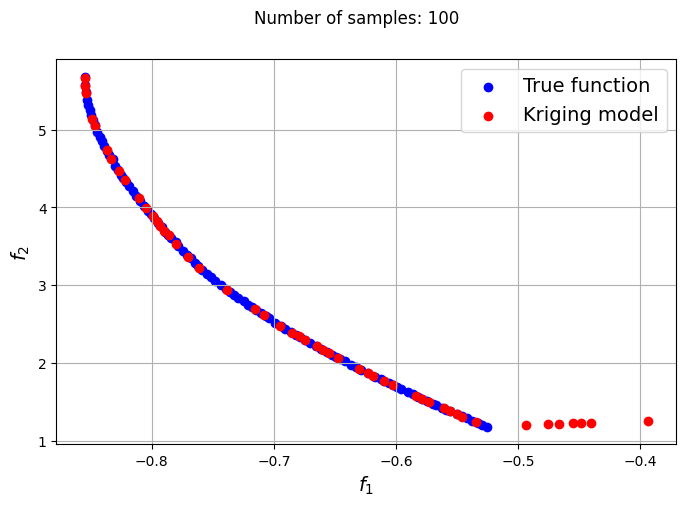 Number of samples: 100
True function
Kriging model
5
4
3
2
1
f₂
−0.8 −0.7 −0.6 −0.5 −0.4
f₁